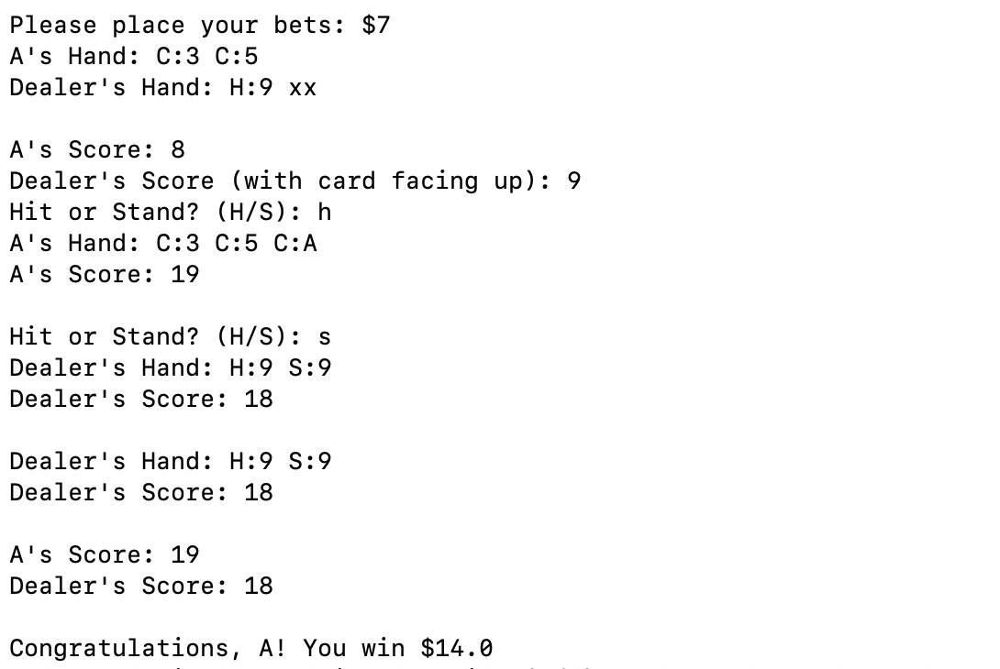 Please place your bets: $7
A's Hand: C:3 C:5
Dealer's Hand: H:9 xx
A's Score: 8
Dealer's Score (with card facing up): 9
Hit or Stand? (H/S): h
A's Hand: C:3 C:5 C:A
A's Score: 19
Hit or Stand? (H/S): s
Dealer's Hand: H:9 S:9
Dealer's Score: 18
Dealer's Hand: H:9 S:9
Dealer's Score: 18
A's Score: 19
Dealer's Score: 18
Congratulations, A! You win $14.0